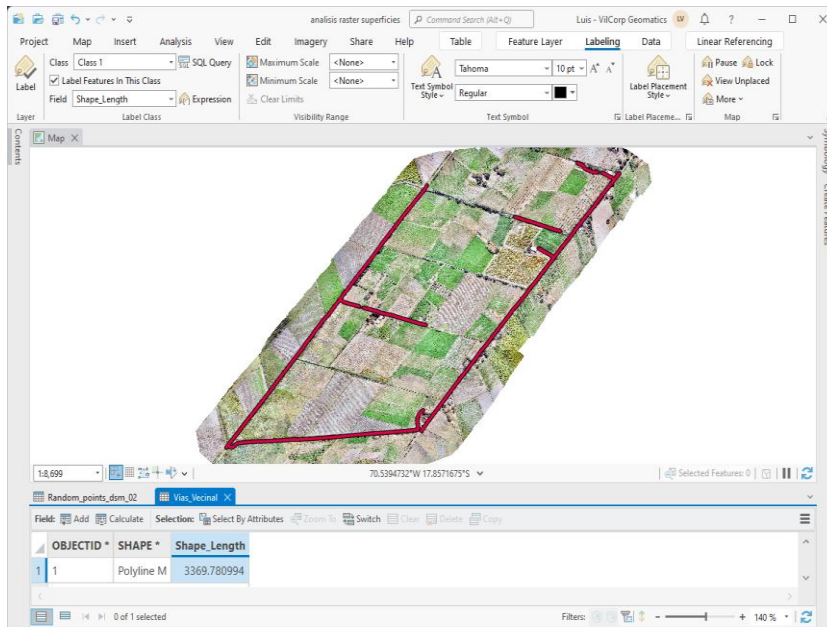 analisis raster superficies
Command Search (Alt+Q)
Luis - VilCorp Geomatics
LV
?
Project Map Insert Analysis View Edit Imagery Share Help Table Feature Layer Labeling Data Linear Referencing
Label
Layer
Class Class 1 SQL Query
Label Features In This Class
Field Shape_Length Expression
Label Class
Maximum Scale <None>
Minimum Scale <None>
Clear Limits
Visibility Range
Text Symbol Style
Tahoma 10 pt
Regular
Text Symbol
Label Placement Style
Label Placeme...
Pause Lock
View Unplaced
More
Map
Contents
Map
Symbology Create Features
1:8,699
70.5394732°W 17.8571675°S
Selected Features: 0
Random_points_dsm_02 Vias_Vecinal
Field: Add Calculate Selection: Select By Attributes Zoom To Switch Clear Delete Copy
OBJECTID * SHAPE * Shape_Length
1 1 Polyline M 3369.780994
0 of 1 selected
Filters:
140 %